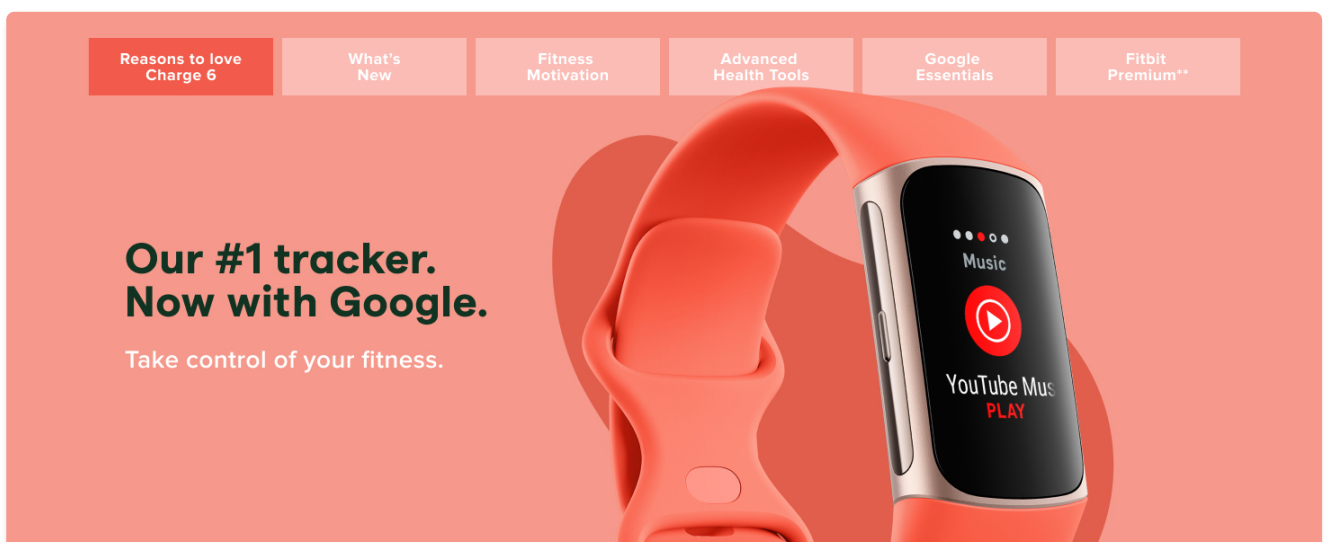 Reasons to love
Charge 6
What's
New
Fitness
Motivation
Advanced
Health Tools
Google
Essentials
Fitbit
Premium**
Our #1 tracker.
Now with Google.
Take control of your fitness.
Music
YouTube Mus
PLAY